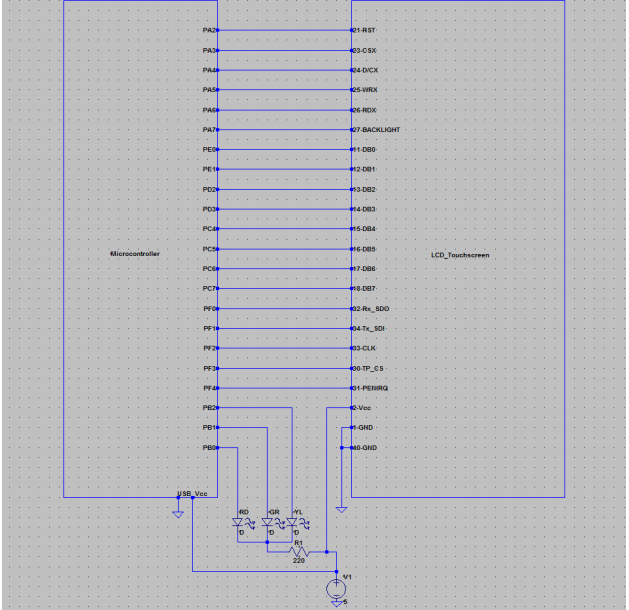 PA2 21-RST
PA3 23-CSX
PA4 24-D/CX
PA5 25-WRX
PA6 26-RDX
PA7 27-BACKLIGHT
PE0 11-DB0
PE1 12-DB1
PD2 13-DB2
PD3 14-DB3
PC4 15-DB4
PC5 16-DB5
Microcontroller LCD_Touchscreen
PC6 17-DB6
PC7 18-DB7
PF0 32-Rx_SDO
PF1 34-Tx_SDI
PF2 33-CLK
PF3 30-TP_CS
PF4 31-PENIRQ
PB2 2-Vcc
PB1 1-GND
PB0 40-GND
USB_Vcc
RD GR YL
D D D
R1
220
V1
5